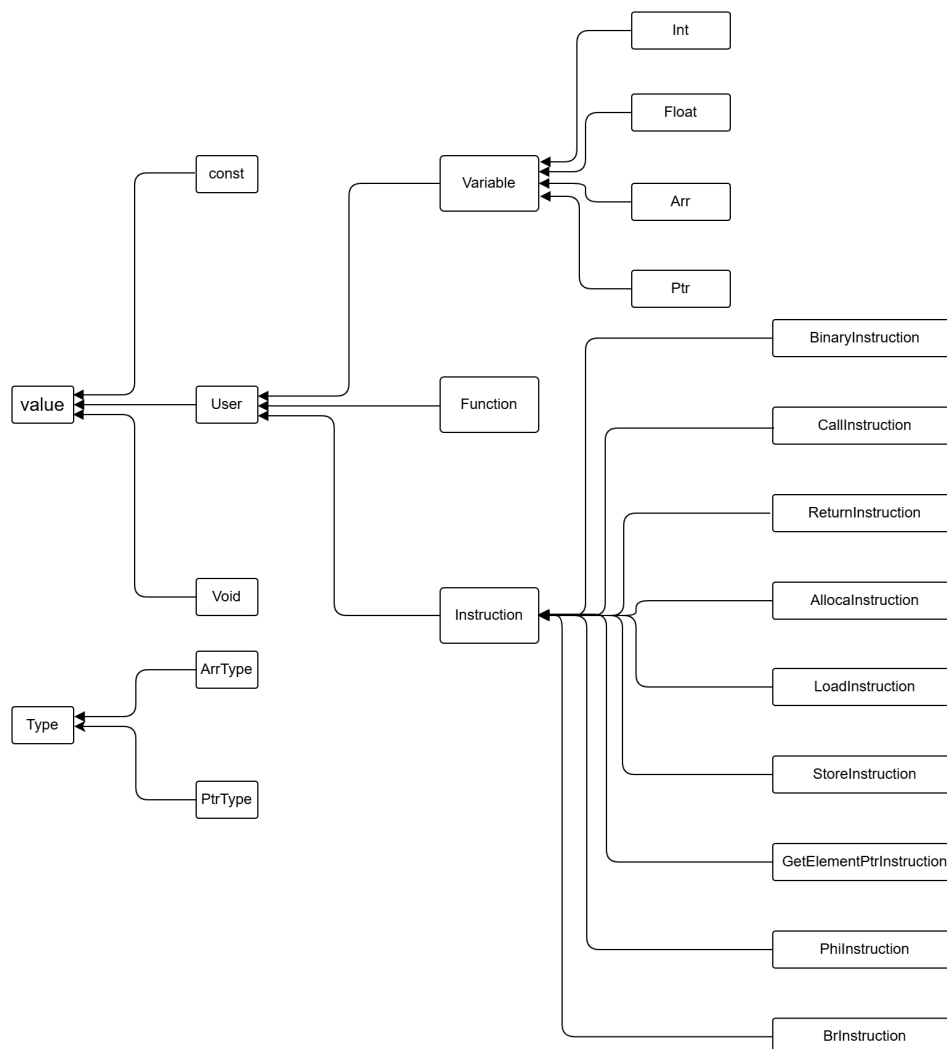 Int
Float
const
Variable
Arr
Ptr
BinaryInstruction
value
User
Function
CallInstruction
ReturnInstruction
Void
Instruction
AllocaInstruction
ArrType
LoadInstruction
Type
StoreInstruction
PtrType
GetElementPtrInstruction
PhiInstruction
BrInstruction